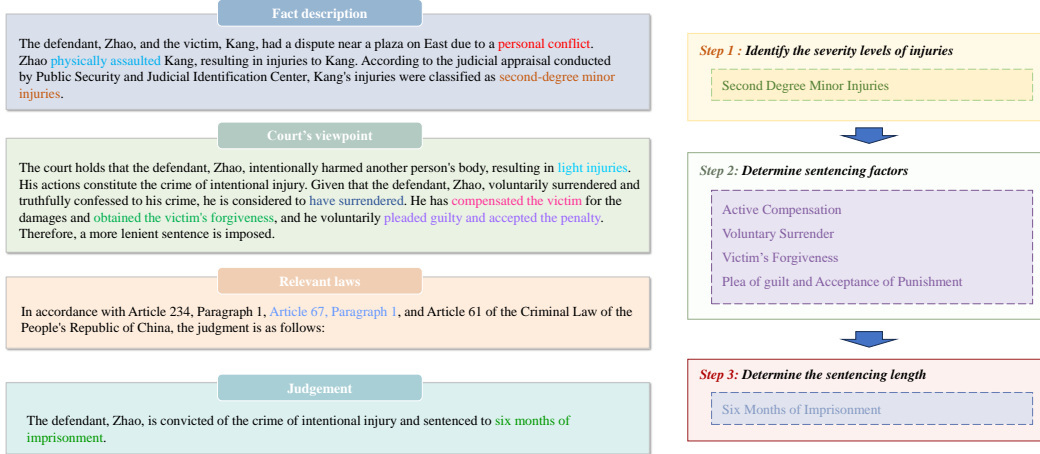 Fact description
The defendant, Zhao, and the victim, Kang, had a dispute near a plaza on East due to a personal conflict.
Zhao physically assaulted Kang, resulting in injuries to Kang. According to the judicial appraisal conducted
by Public Security and Judicial Identification Center, Kang's injuries were classified as second-degree minor
injuries.
Court's viewpoint
The court holds that the defendant, Zhao, intentionally harmed another person's body, resulting in light injuries.
His actions constitute the crime of intentional injury. Given that the defendant, Zhao, voluntarily surrendered and
truthfully confessed to his crime, he is considered to have surrendered. He has compensated the victim for the
damages and obtained the victim's forgiveness, and he voluntarily pleaded guilty and accepted the penalty.
Therefore, a more lenient sentence is imposed.
Relevant laws
In accordance with Article 234, Paragraph 1, Article 67, Paragraph 1, and Article 61 of the Criminal Law of the
People's Republic of China, the judgment is as follows:
Judgement
The defendant, Zhao, is convicted of the crime of intentional injury and sentenced to six months of
imprisonment.
Step 1 : Identify the severity levels of injuries
Second Degree Minor Injuries
Step 2: Determine sentencing factors
Active Compensation
Voluntary Surrender
Victim's Forgiveness
Plea of guilt and Acceptance of Punishment
Step 3: Determine the sentencing length
Six Months of Imprisonment